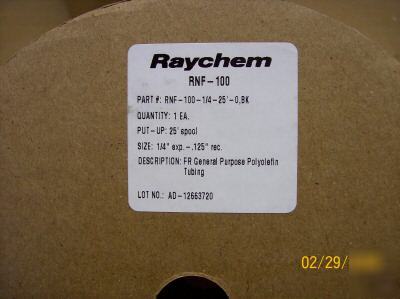 Raychem
RNF-100
PART #: RNF-100-1/4-25'-0,BK
QUANTITY: 1 EA.
PUT-UP: 25' spool
SIZE: 1/4" exp.-.125" rec.
DESCRIPTION: FR General Purpose Polyolefin
Tubing
LOT NO.: AD-12663720
02/29/